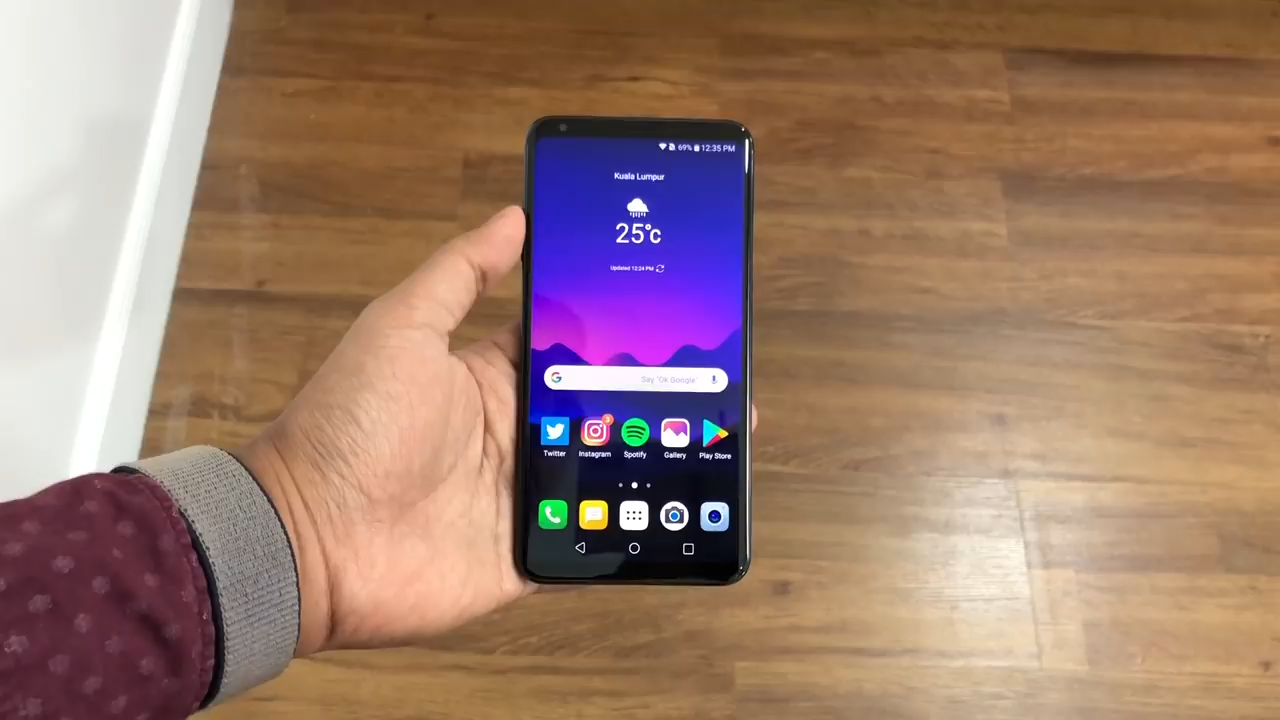 69% 12:35 PM
Kuala Lumpur
25°c
Updated 12:24 PM
Say "Ok Google"
3
Twitter Instagram Spotify Gallery Play Store